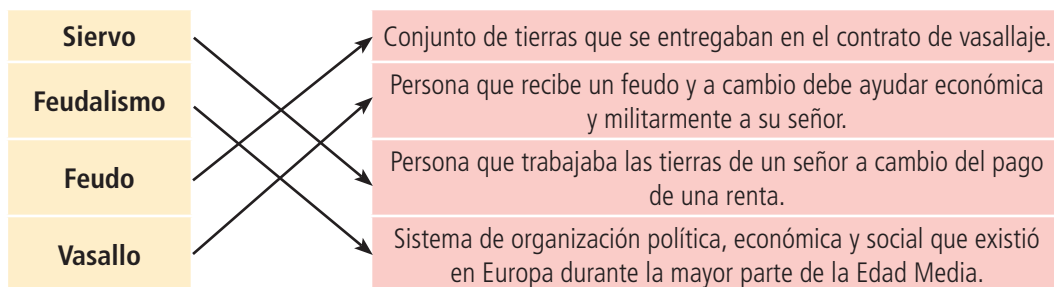 Siervo
Conjunto de tierras que se entregaban en el contrato de vasallaje.
Feudalismo
Persona que recibe un feudo y a cambio debe ayudar económica
y militarmente a su señor.
Feudo
Persona que trabajaba las tierras de un señor a cambio del pago
de una renta.
Vasallo
Sistema de organización política, económica y social que existió
en Europa durante la mayor parte de la Edad Media.